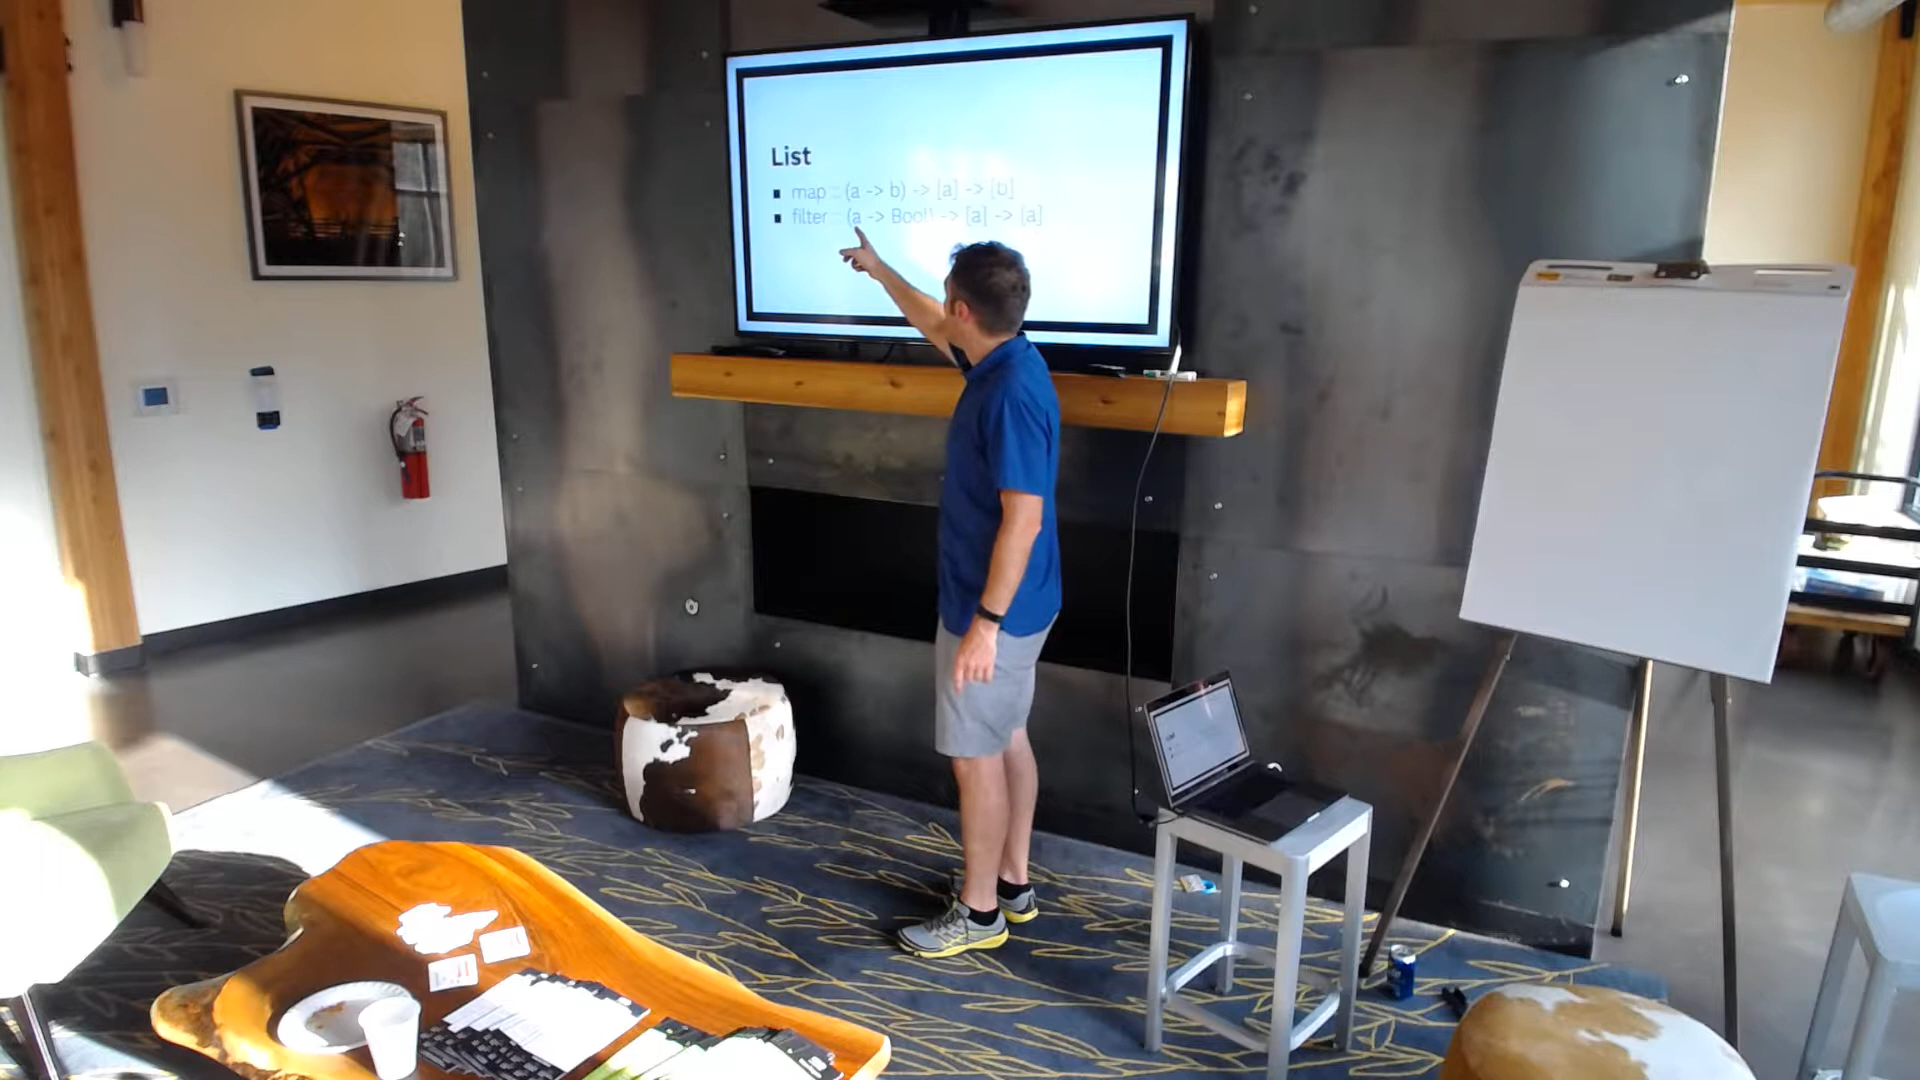 List
▪ map :: (a -> b) -> [a] -> [b]
▪ filter :: (a -> Bool) -> [a] -> [a]